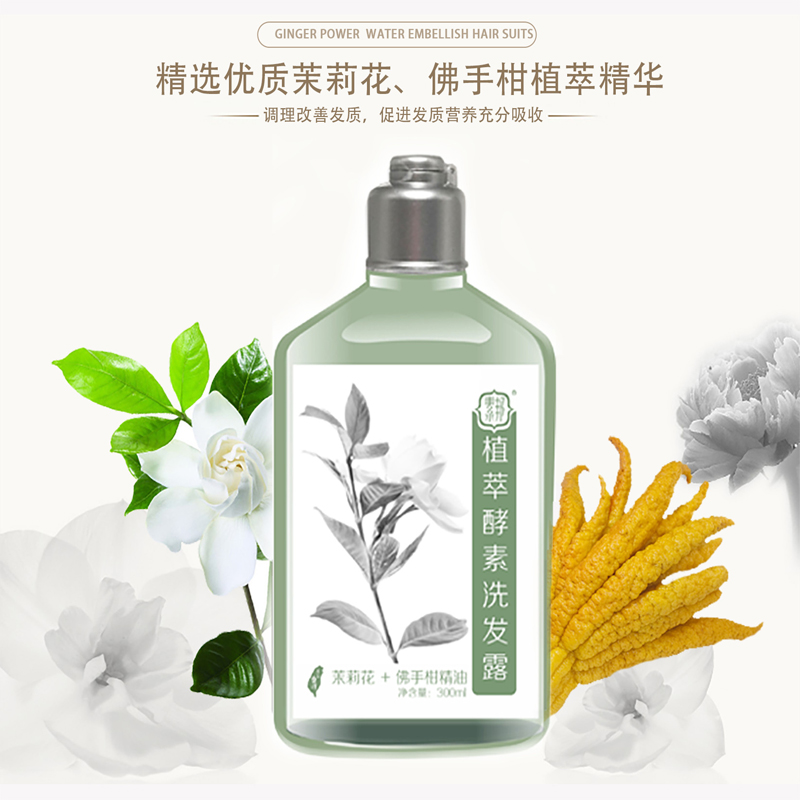 GINGER POWER WATER EMBELLISH HAIR SUITS
精选优质茉莉花、佛手柑植萃精华
调理改善发质，促进发质营养充分吸收
®
植萃酵素洗发露
茉莉花 + 佛手柑精油
净含量：300ml